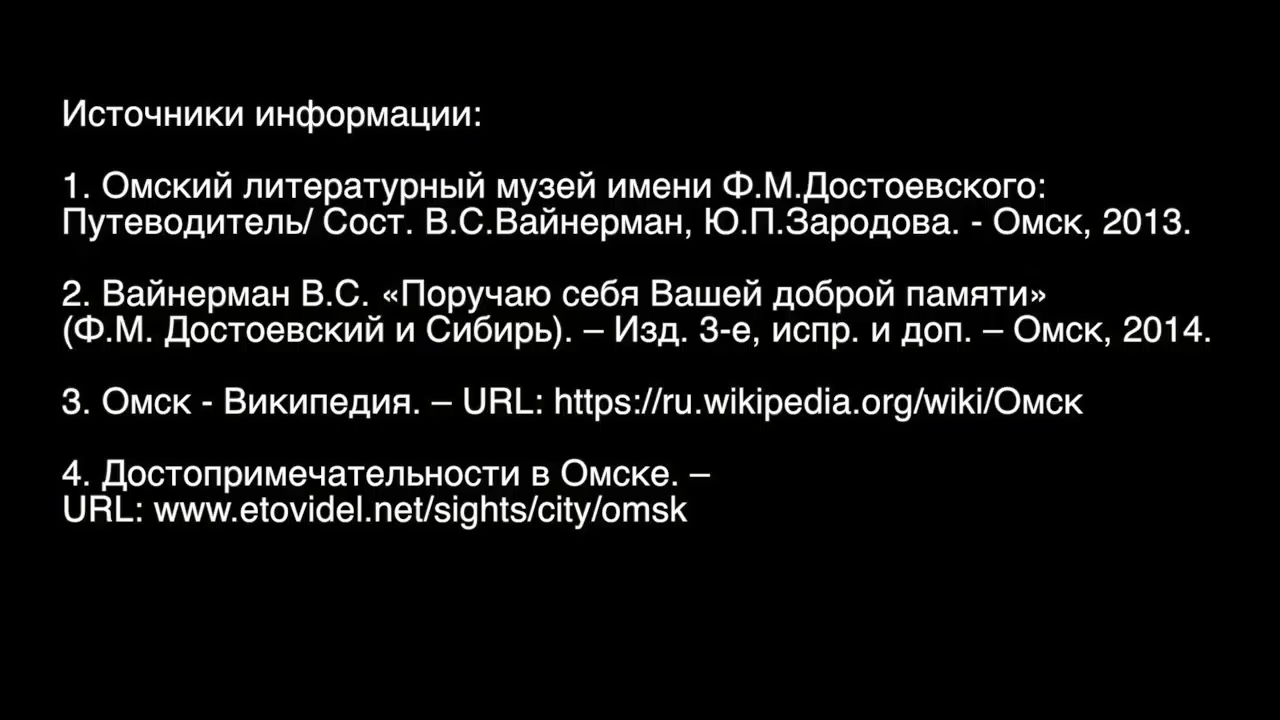 Источники информации:
1. Омский литературный музей имени Ф.М.Достоевского:
Путеводитель/ Сост. В.С.Вайнерман, Ю.П.Зародова. - Омск, 2013.
2. Вайнерман В.С. «Поручаю себя Вашей доброй памяти»
(Ф.М. Достоевский и Сибирь). – Изд. 3-е, испр. и доп. – Омск, 2014.
3. Омск - Википедия. – URL: https://ru.wikipedia.org/wiki/Омск
4. Достопримечательности в Омске. –
URL: www.etovidel.net/sights/city/omsk